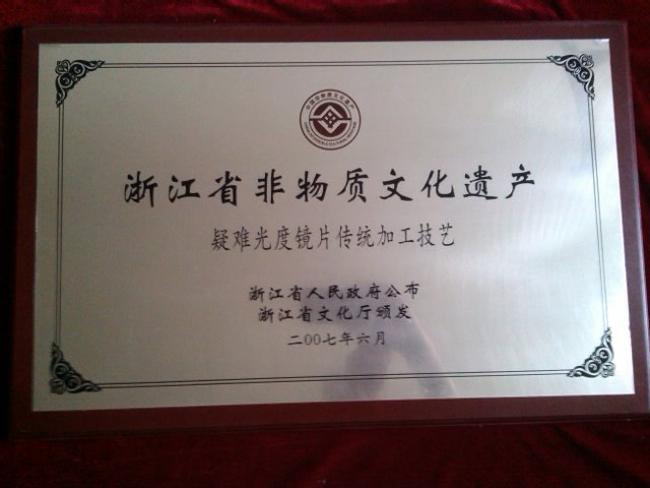 浙江省非物质文化遗产
疑难光度镜片传统加工技艺
浙江省人民政府公布
浙江省文化厅颁发
二00七年六月